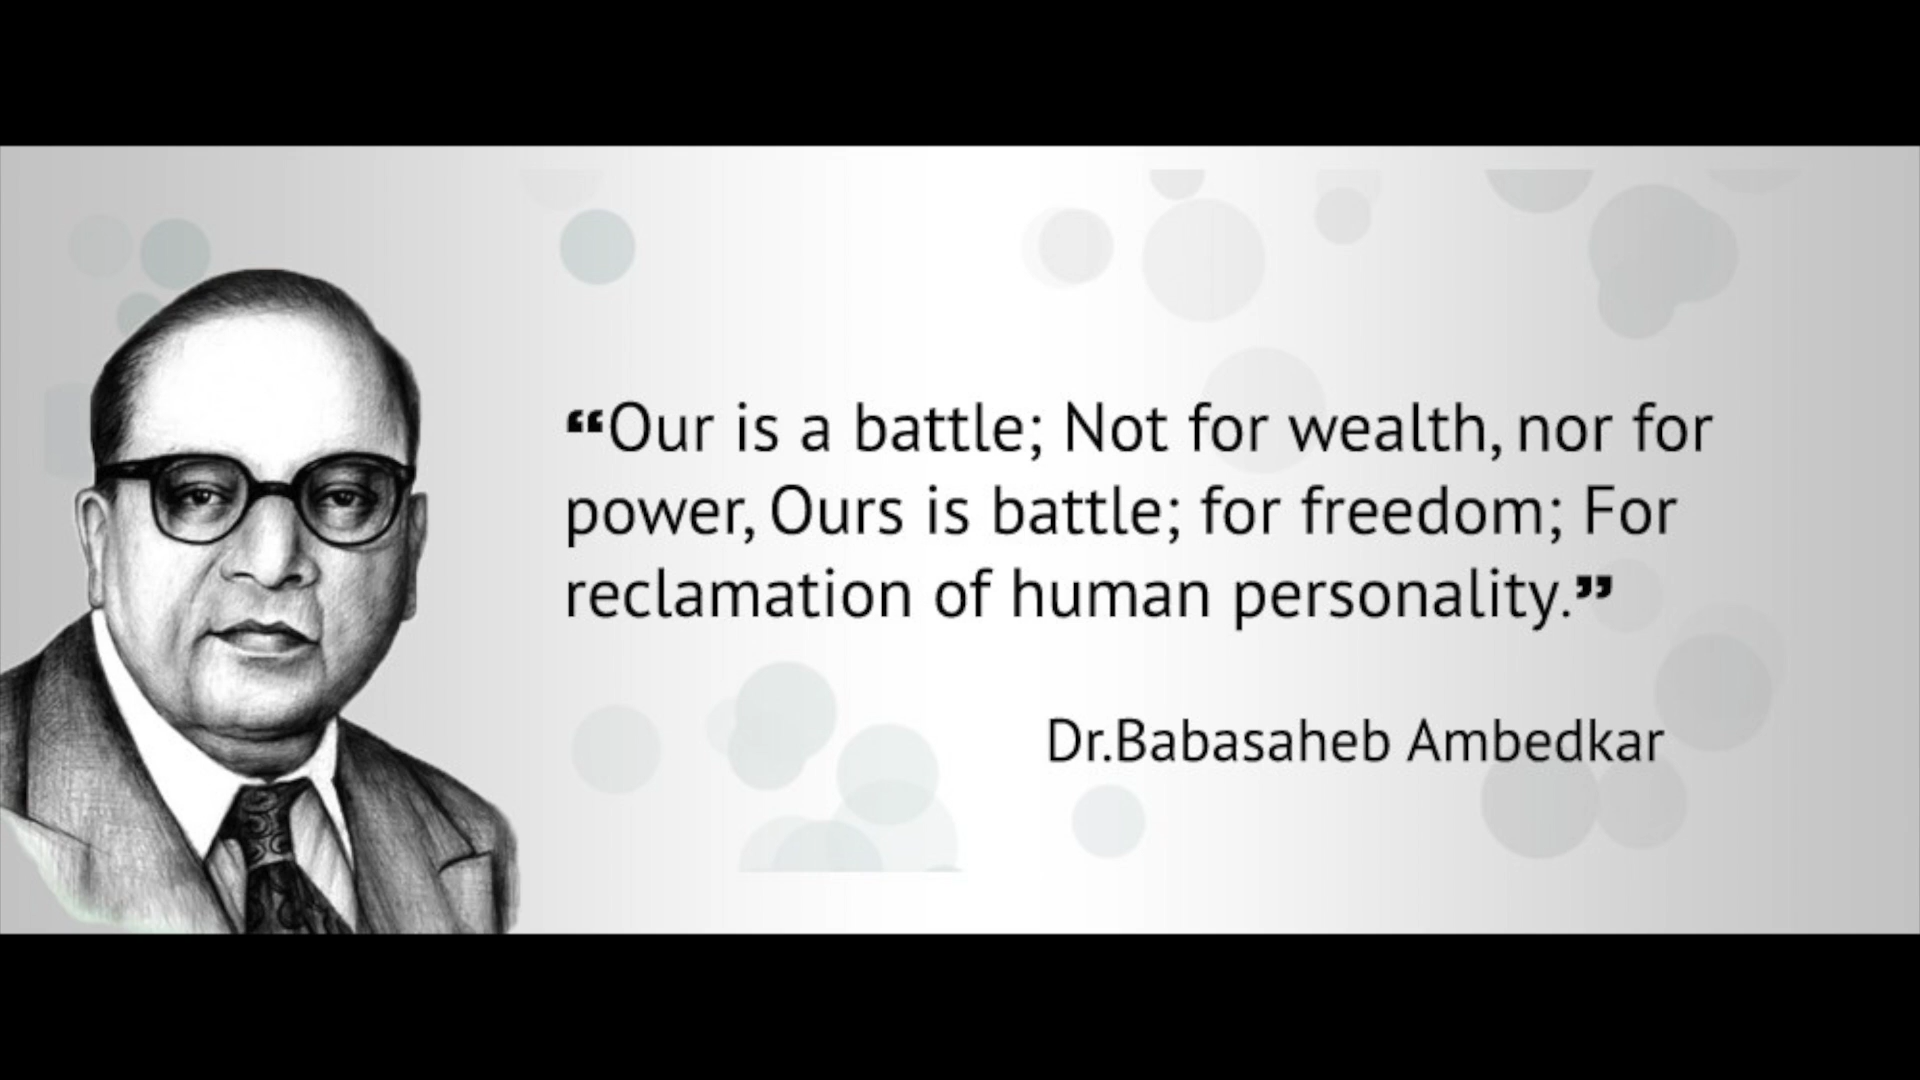 “Our is a battle; Not for wealth, nor for
power, Ours is battle; for freedom; For
reclamation of human personality.”
Dr.Babasaheb Ambedkar